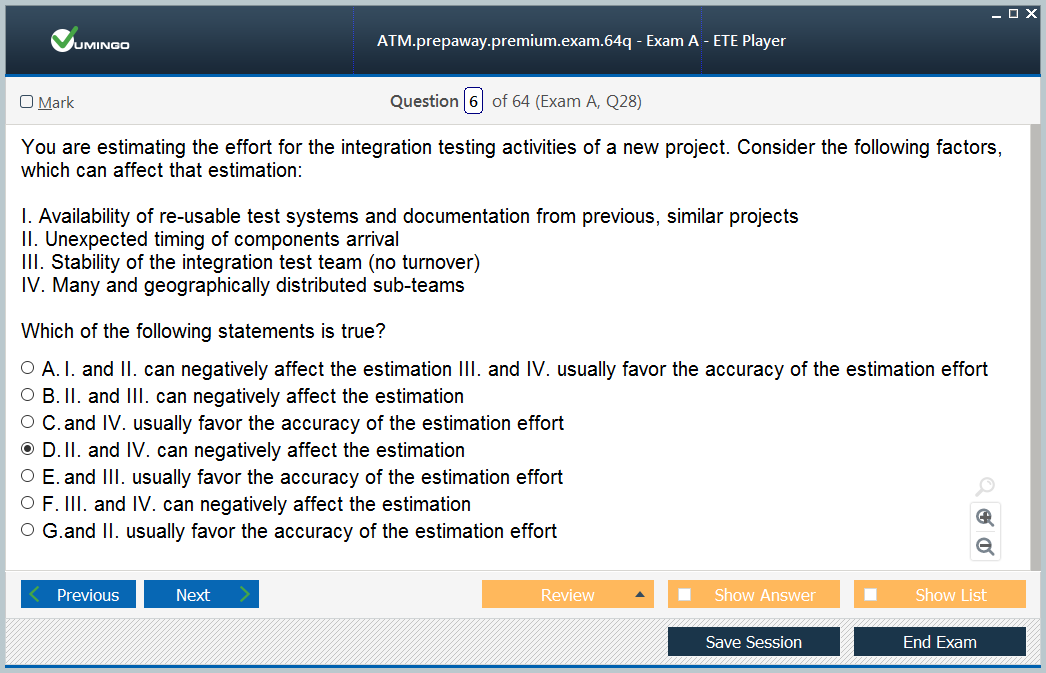 VUMINGO
ATM.prepaway.premium.exam.64q - Exam A - ETE Player
Mark
Question 6 of 64 (Exam A, Q28)
You are estimating the effort for the integration testing activities of a new project. Consider the following factors,
which can affect that estimation:
I. Availability of re-usable test systems and documentation from previous, similar projects
II. Unexpected timing of components arrival
III. Stability of the integration test team (no turnover)
IV. Many and geographically distributed sub-teams
Which of the following statements is true?
A. I. and II. can negatively affect the estimation III. and IV. usually favor the accuracy of the estimation effort
B. II. and III. can negatively affect the estimation
C. and IV. usually favor the accuracy of the estimation effort
D. II. and IV. can negatively affect the estimation
E. and III. usually favor the accuracy of the estimation effort
F. III. and IV. can negatively affect the estimation
G. and II. usually favor the accuracy of the estimation effort
Previous
Next
Review
Show Answer
Show List
Save Session
End Exam